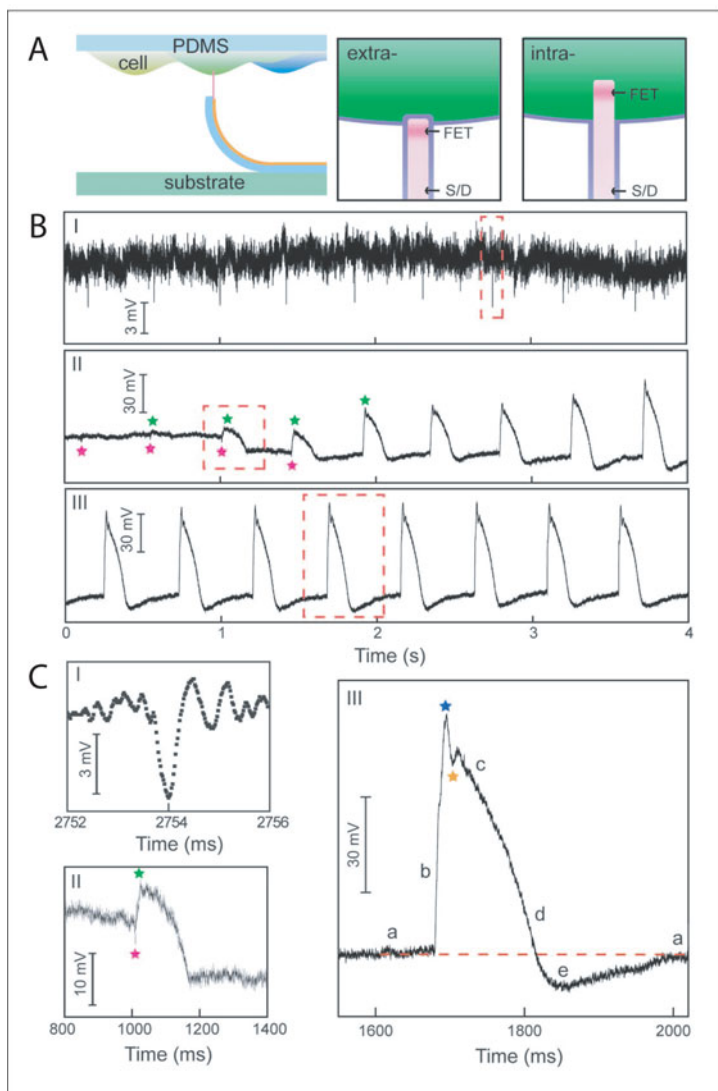 A
PDMS
cell
substrate
extra-
FET
S/D
intra-
FET
S/D
B
I
3 mV
II
30 mV
III
30 mV
0 1 2 3 4
Time (s)
C
I
3 mV
2752 2754 2756
Time (ms)
II
10 mV
800 1000 1200 1400
Time (ms)
III
30 mV
a
b
c
d
e
a
1600 1800 2000
Time (ms)